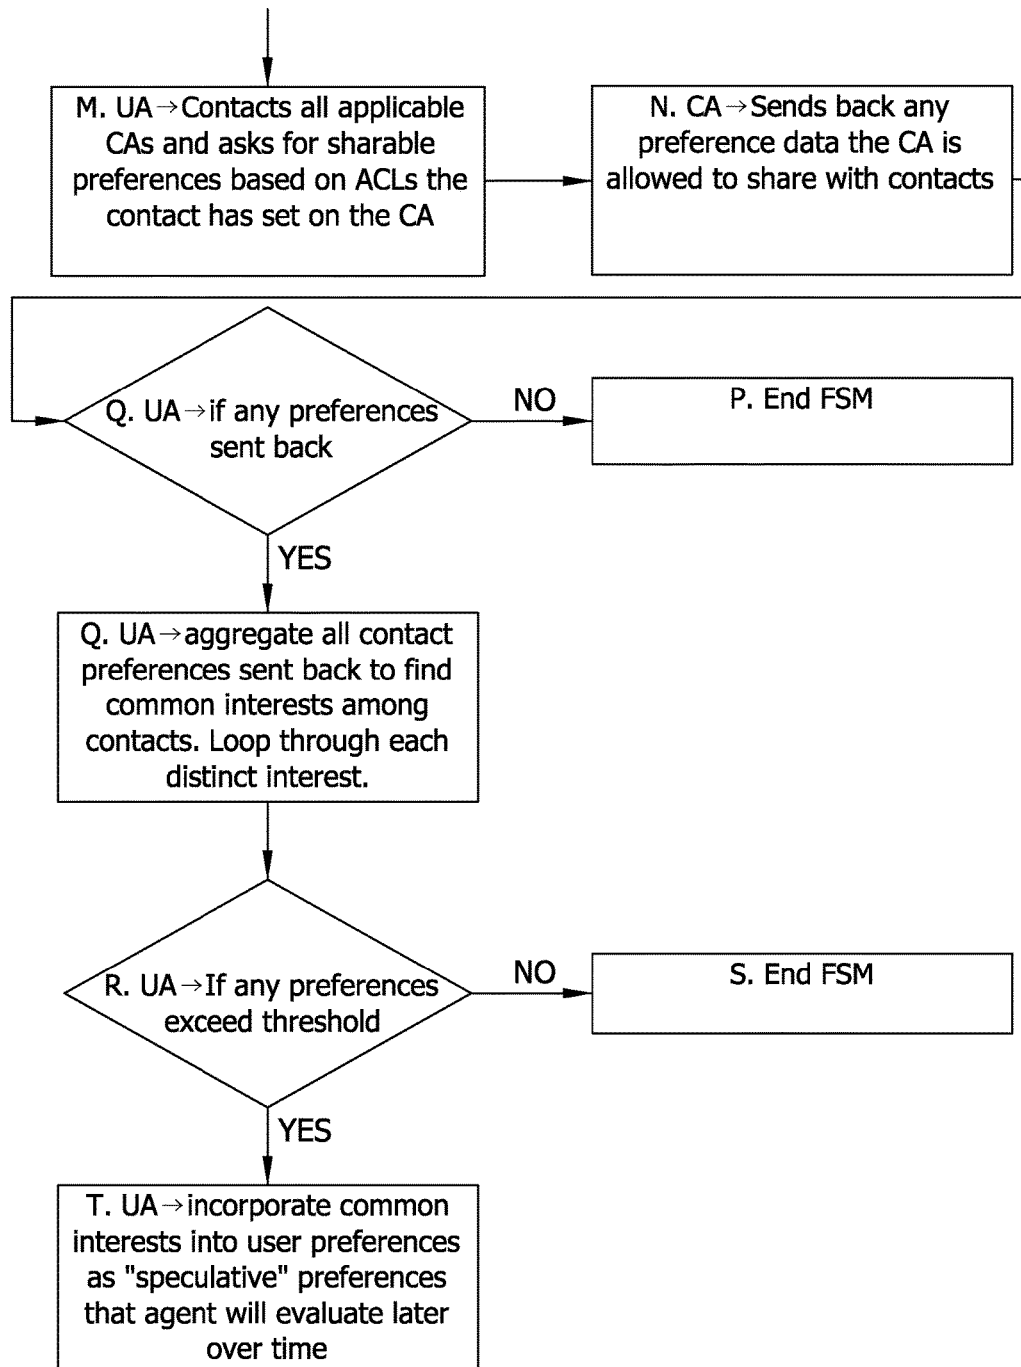 M. UA→Contacts all applicable
CAs and asks for sharable
preferences based on ACLs the
contact has set on the CA
N. CA→Sends back any
preference data the CA is
allowed to share with contacts
Q. UA→if any preferences
sent back
NO
P. End FSM
YES
Q. UA→aggregate all contact
preferences sent back to find
common interests among
contacts. Loop through each
distinct interest.
R. UA→If any preferences
exceed threshold
NO
S. End FSM
YES
T. UA→incorporate common
interests into user preferences
as "speculative" preferences
that agent will evaluate later
over time